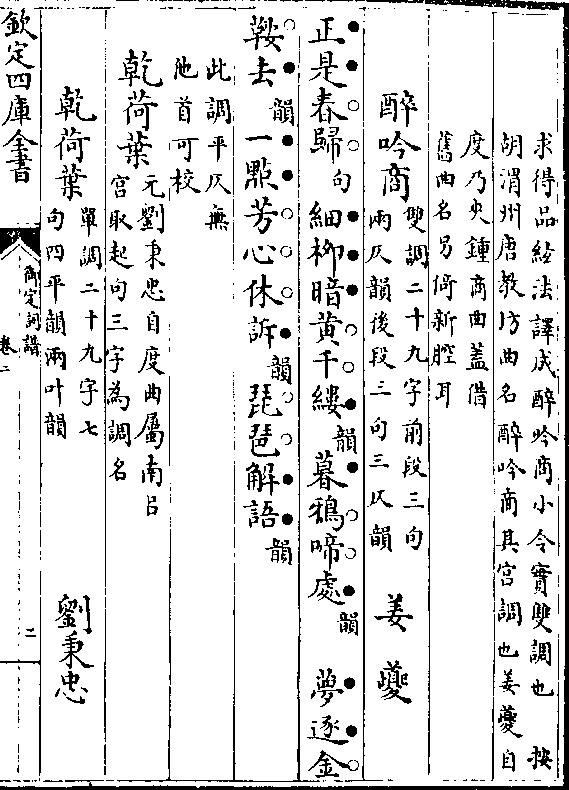 求得品絃法譯成醉吟商小令實雙調也　按
胡渭州唐教坊曲名醉吟商其宮調也姜夔自
度乃夾鍾商曲蓋借
舊曲名另倚新腔耳
醉吟商　雙調二十九字前段三句
兩仄韻後段三句三仄韻　姜夔
正是春歸句細柳暗黃千縷韻暮鴉啼處韻　夢逐金
鞍去韻一點芳心休訴韻琵琶解語韻
此調平仄無
他首可校
乾荷葉　元劉秉忠自度曲屬南呂
宮取起句三字為調名
乾荷葉　單調二十九字七
句四平韻兩叶韻　劉秉忠
欽定四庫全書
御定詞譜
卷二
二